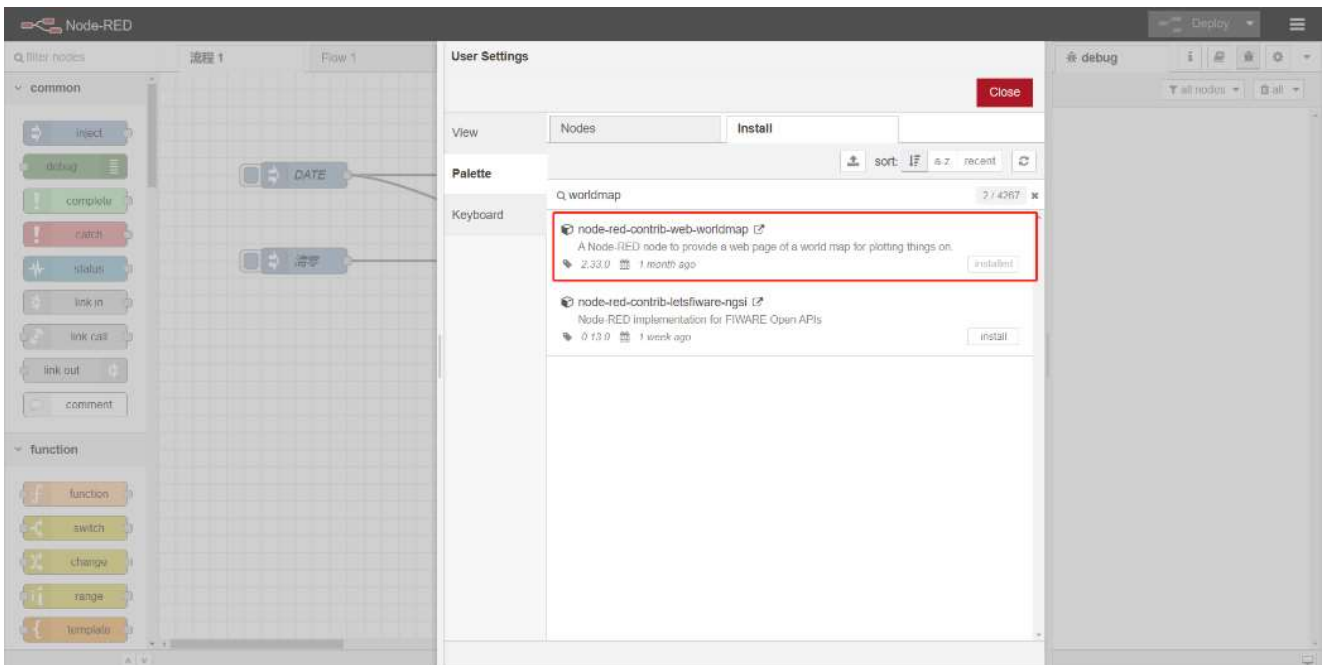 Node-RED
Deploy
filter nodes
流程 1
Flow 1
User Settings
debug
i
common
Close
all nodes
all
inject
View
Nodes
Install
debug
sort:
a-z
recent
DATE
Palette
complete
worldmap
2 / 4267
catch
Keyboard
node-red-contrib-web-worldmap
A Node-RED node to provide a web page of a world map for plotting things on.
status
2.33.0
1 month ago
installed
link in
node-red-contrib-letsfiware-ngsi
Node-RED implementation for FIWARE Open APIs
link call
0.13.0
1 week ago
install
link out
comment
function
function
switch
change
range
template